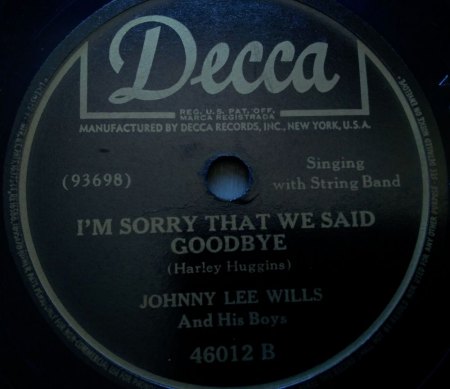 Decca
REG. U.S. PAT. OFF.
MARCA REGISTRADA
MANUFACTURED BY DECCA RECORDS, INC., NEW YORK, U.S.A.
(93698)
Singing
with String Band
I'M SORRY THAT WE SAID
GOODBYE
(Harley Huggins)
JOHNNY LEE WILLS
And His Boys
46012 B